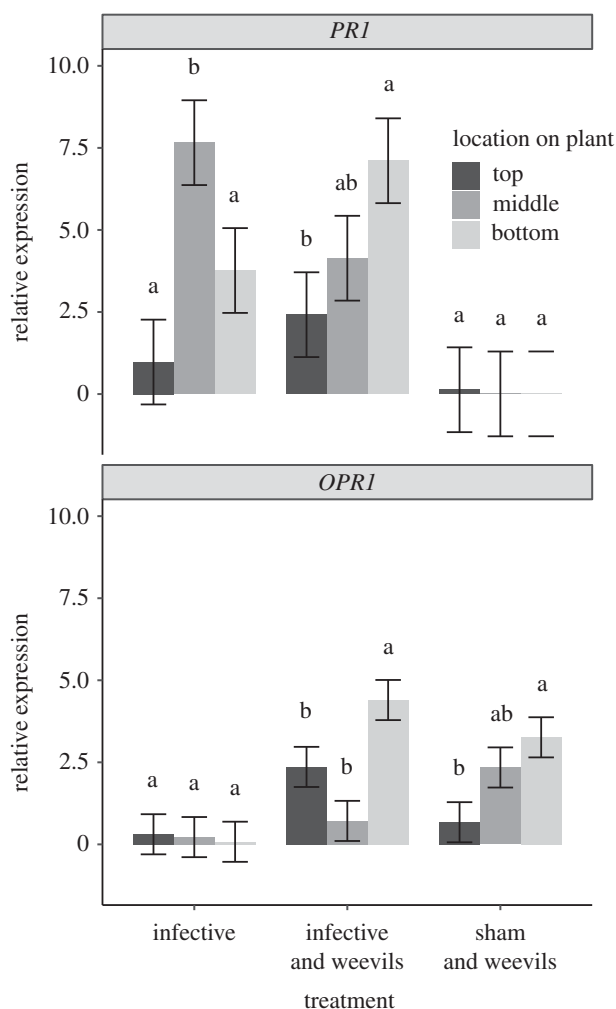 PR1
10.0
7.5
5.0
2.5
0
relative expression
a
b
a
b
ab
a
a
a
a
location on plant
top
middle
bottom
OPR1
10.0
7.5
5.0
2.5
0
relative expression
a
a
a
b
b
a
b
ab
a
infective
infective
and weevils
sham
and weevils
treatment